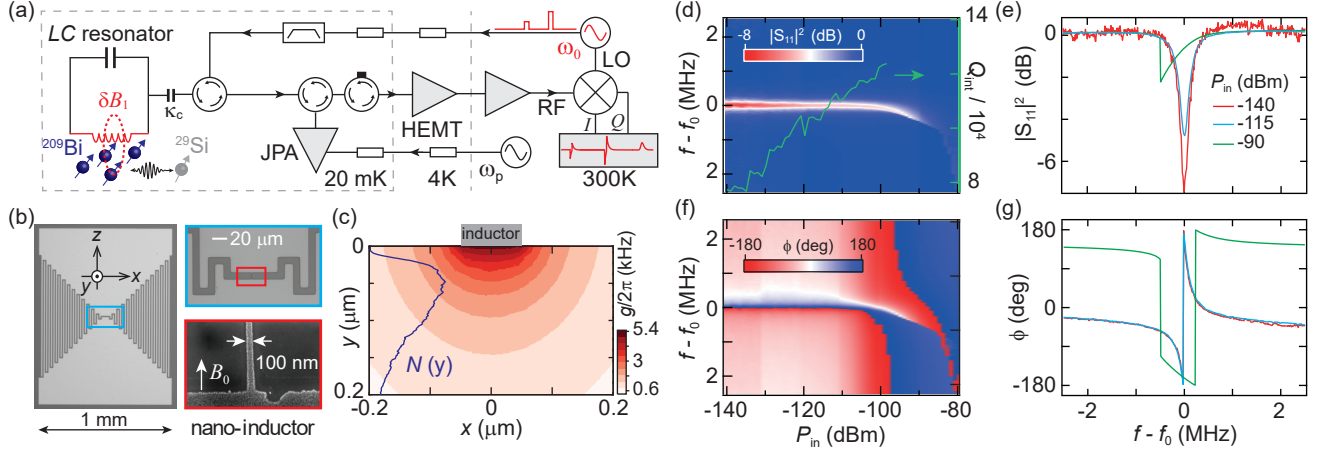 (a)
LC resonator
δB₁
κc
²⁰⁹Bi
²⁹Si
JPA
20 mK
HEMT
4K
ωp
ω₀
LO
RF
I
Q
300K
(b)
z
x
y
1 mm
20 μm
B₀
100 nm
nano-inductor
(c)
inductor
N (y)
y (μm)
0
0.2
-0.2
0
0.2
x (μm)
g/2π (kHz)
5.4
3
0.6
(d)
|S₁₁|² (dB)
-8
0
f - f₀ (MHz)
2
0
2
14
Qint / 10⁴
8
(e)
|S₁₁|² (dB)
0
-6
Pin (dBm)
-140
-115
-90
(f)
-180
180
ϕ (deg)
f - f₀ (MHz)
2
0
2
-140
-120
-100
-80
Pin (dBm)
(g)
ϕ (deg)
180
0
-180
-2
0
2
f - f₀ (MHz)